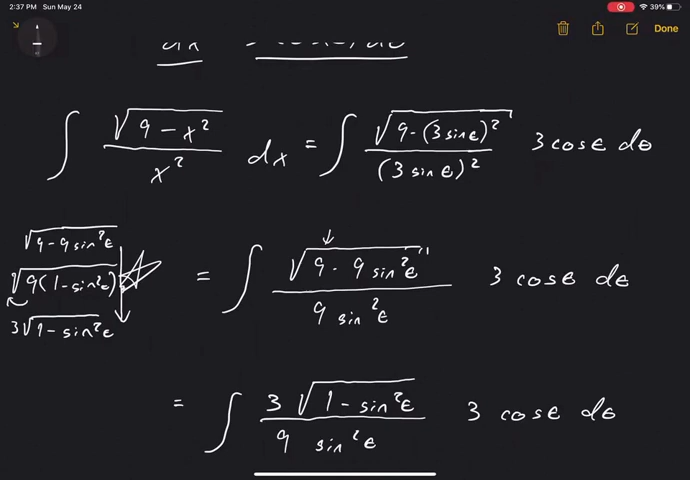 2:37 PM Sun May 24 39%
Done
∫ √(9 - x²) / x² dx = ∫ √(9 - (3 sin θ)²) / (3 sin θ)² 3 cos θ dθ
√(9 - 9 sin²θ)
√(9(1 - sin²θ))
3√(1 - sin²θ)
= ∫ √(9 - 9 sin²θ) / 9 sin²θ 3 cos θ dθ
= ∫ 3√(1 - sin²θ) / 9 sin²θ 3 cos θ dθ